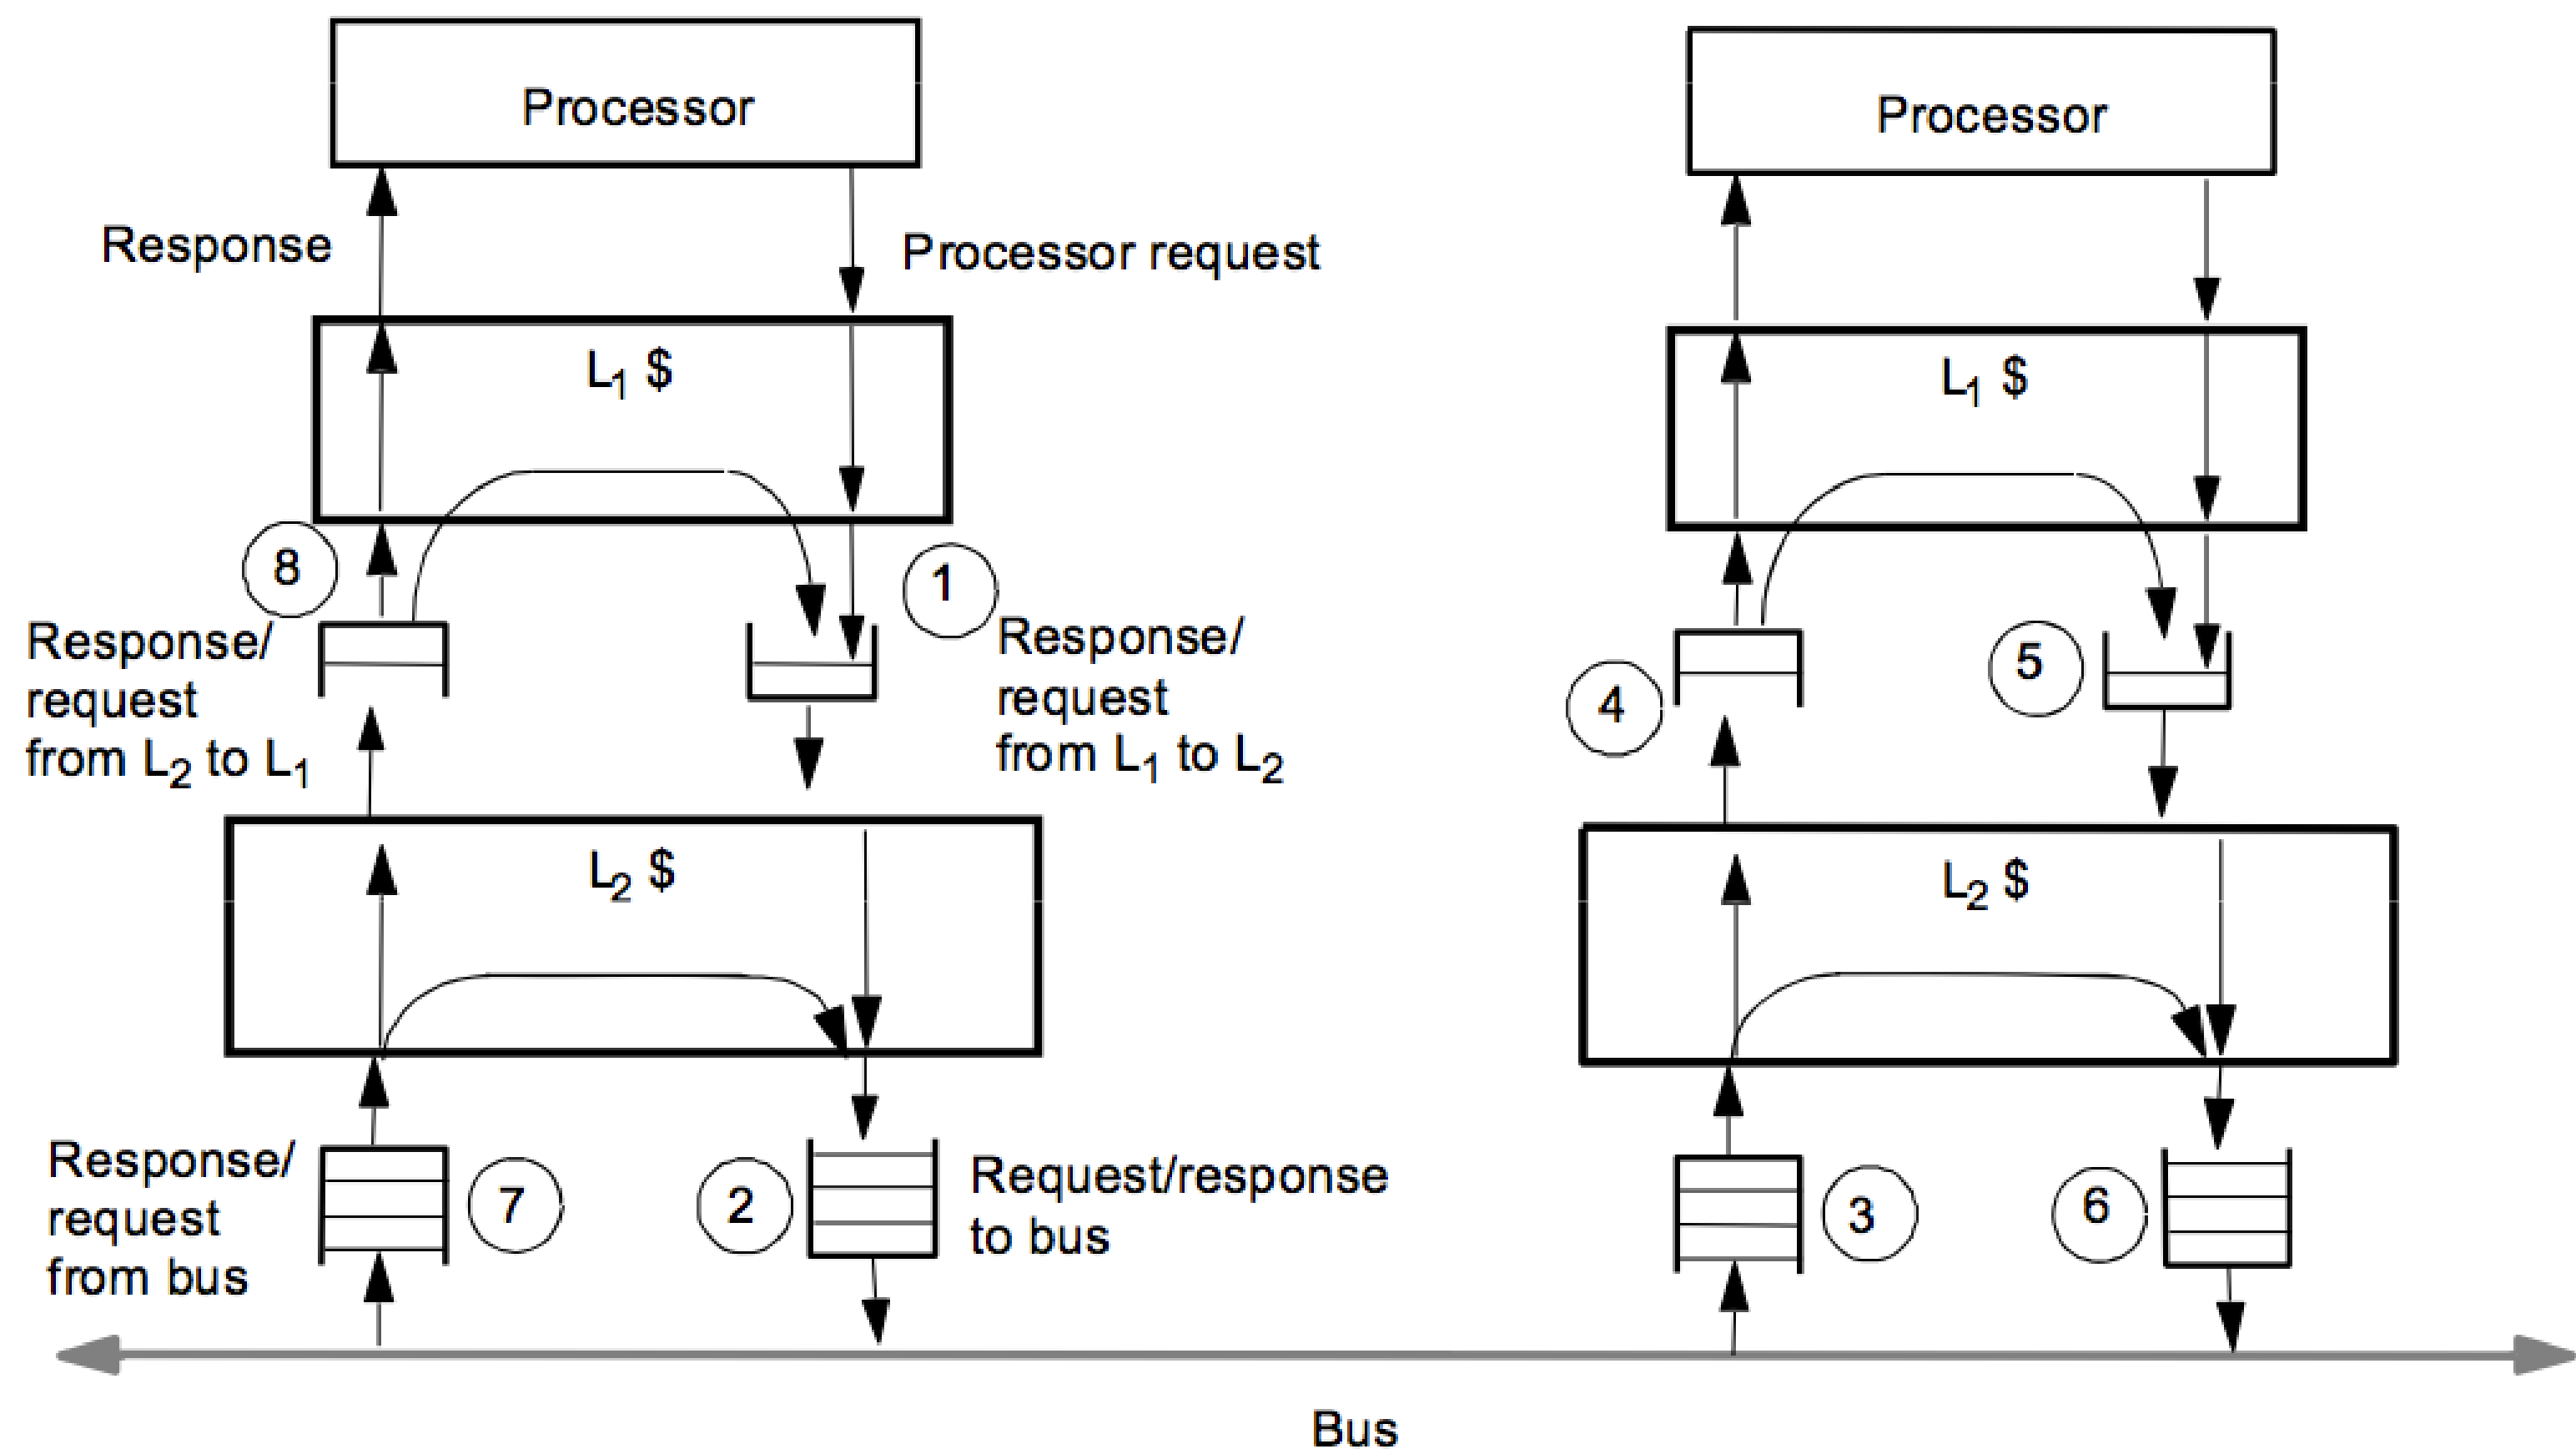 Processor
Processor
Response
Processor request
L1 $
L1 $
8
1
Response/
request
from L2 to L1
Response/
request
from L1 to L2
4
5
L2 $
L2 $
Response/
request
from bus
7
2
Request/response
to bus
3
6
Bus